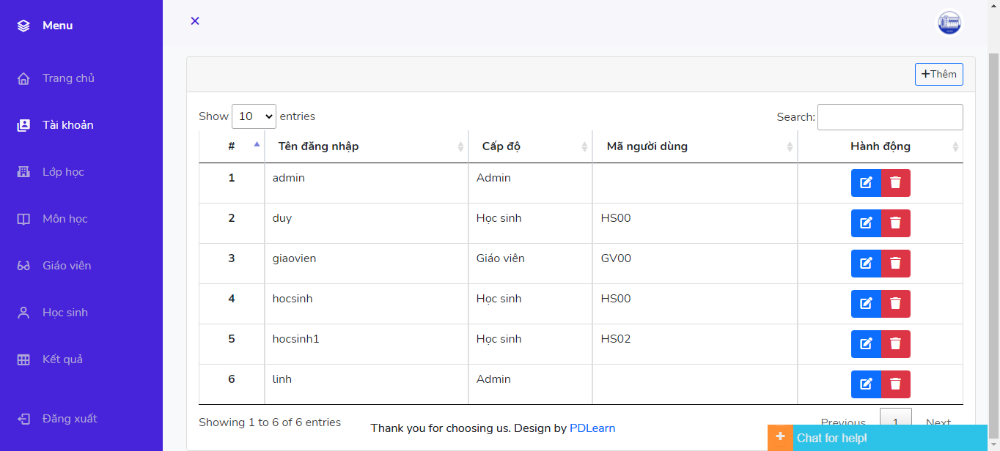 Menu
Trang chủ
Tài khoản
Lớp học
Môn học
Giáo viên
Học sinh
Kết quả
Đăng xuất
Thêm
Show 10 entries
Search:
# Tên đăng nhập Cấp độ Mã người dùng Hành động
1 admin Admin
2 duy Học sinh HS00
3 giaovien Giáo viên GV00
4 hocsinh Học sinh HS00
5 hocsinh1 Học sinh HS02
6 linh Admin
Showing 1 to 6 of 6 entries
Previous 1 Next
Thank you for choosing us. Design by PDLearn
Chat for help!